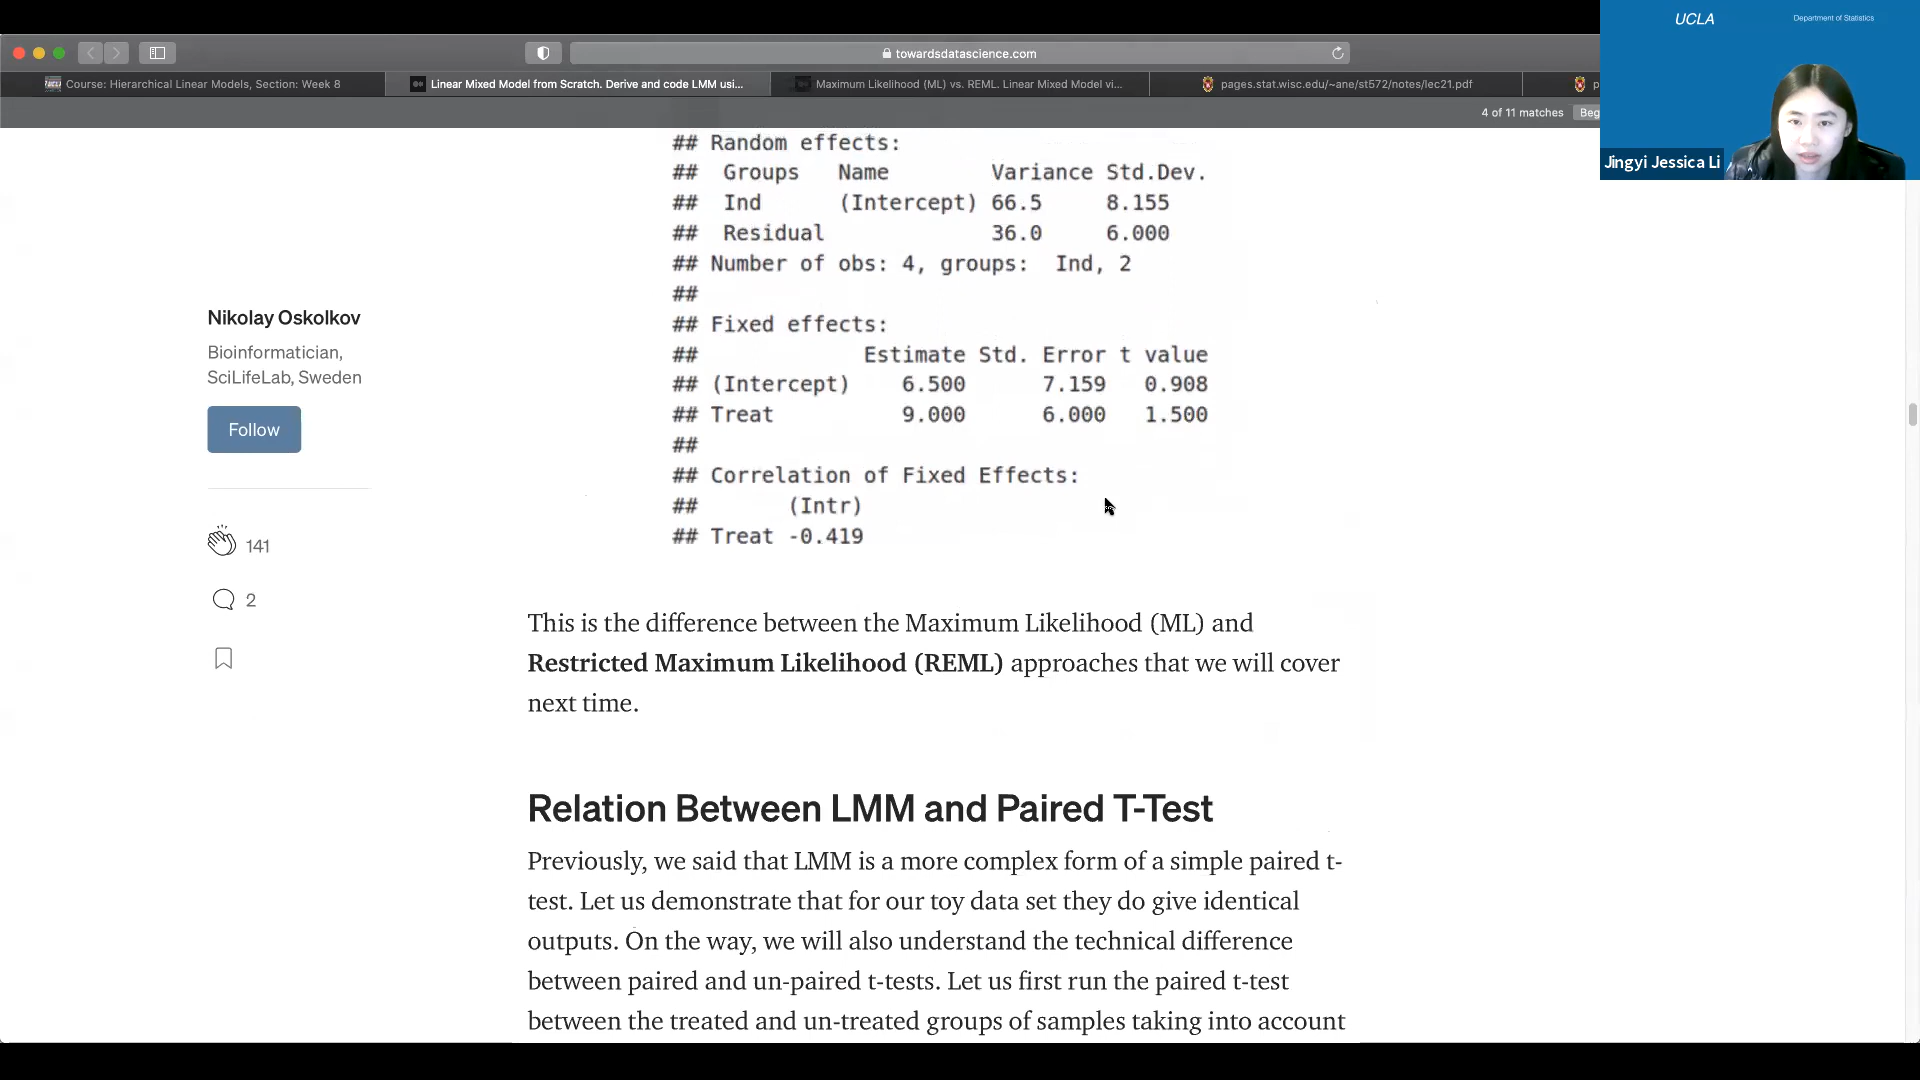 UCLA
Department of Statistics
towardsdatascience.com
Course: Hierarchical Linear Models, Section: Week 8
Linear Mixed Model from Scratch. Derive and code LMM usi...
Maximum Likelihood (ML) vs. REML. Linear Mixed Model vi...
pages.stat.wisc.edu/~ane/st572/notes/lec21.pdf
4 of 11 matches
Jingyi Jessica Li
## Random effects:
## Groups Name Variance Std.Dev.
## Ind (Intercept) 66.5 8.155
## Residual 36.0 6.000
## Number of obs: 4, groups: Ind, 2
##
## Fixed effects:
## Estimate Std. Error t value
## (Intercept) 6.500 7.159 0.908
## Treat 9.000 6.000 1.500
##
## Correlation of Fixed Effects:
## (Intr)
## Treat -0.419
Nikolay Oskolkov
Bioinformatician,
SciLifeLab, Sweden
Follow
141
2
This is the difference between the Maximum Likelihood (ML) and
Restricted Maximum Likelihood (REML) approaches that we will cover
next time.
Relation Between LMM and Paired T-Test
Previously, we said that LMM is a more complex form of a simple paired t-
test. Let us demonstrate that for our toy data set they do give identical
outputs. On the way, we will also understand the technical difference
between paired and un-paired t-tests. Let us first run the paired t-test
between the treated and un-treated groups of samples taking into account